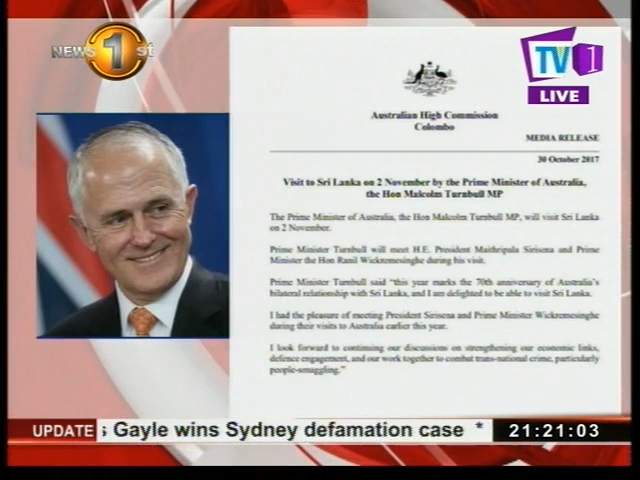 NEWS 1st
TV 1
LIVE
Australian High Commission
Colombo
MEDIA RELEASE
30 October 2017
Visit to Sri Lanka on 2 November by the Prime Minister of Australia,
the Hon Malcolm Turnbull MP
The Prime Minister of Australia, the Hon Malcolm Turnbull MP, will visit Sri Lanka
on 2 November.
Prime Minister Turnbull will meet H.E. President Maithripala Sirisena and Prime
Minister the Hon Ranil Wickremesinghe during his visit.
Prime Minister Turnbull said “this year marks the 70th anniversary of Australia’s
bilateral relationship with Sri Lanka, and I am delighted to be able to visit Sri Lanka.
I had the pleasure of meeting President Sirisena and Prime Minister Wickremesinghe
during their visits to Australia earlier this year.
I look forward to continuing our discussions on strengthening our economic links,
defence engagement, and our work together to combat trans-national crime, particularly
people-smuggling.”
UPDATE s Gayle wins Sydney defamation case * 21:21:03